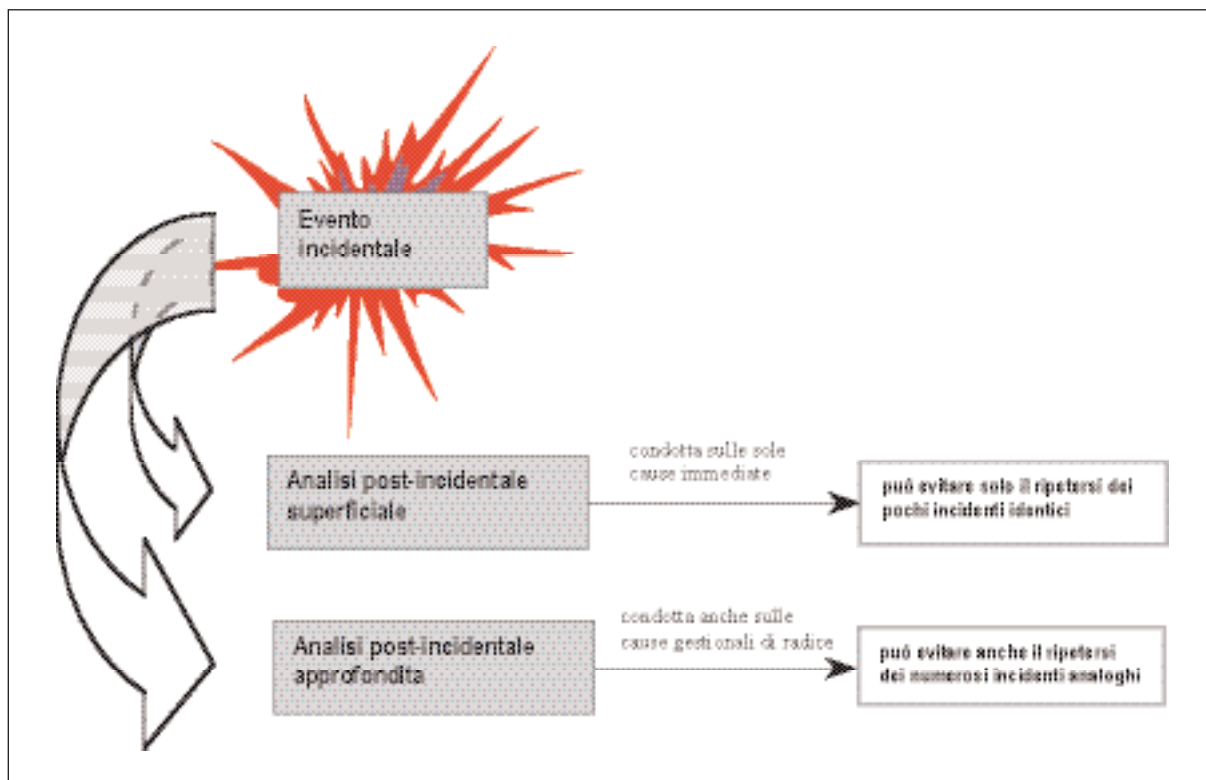 Evento
incidentale
condotta sulle sole
cause immediate
Analisi post-incidentale
superficiale
può evitare solo il ripetersi dei
pochi incidenti identici
condotta anche sulle
cause gestionali di radice
Analisi post-incidentale
approfondita
può evitare anche il ripetersi
dei numerosi incidenti analoghi